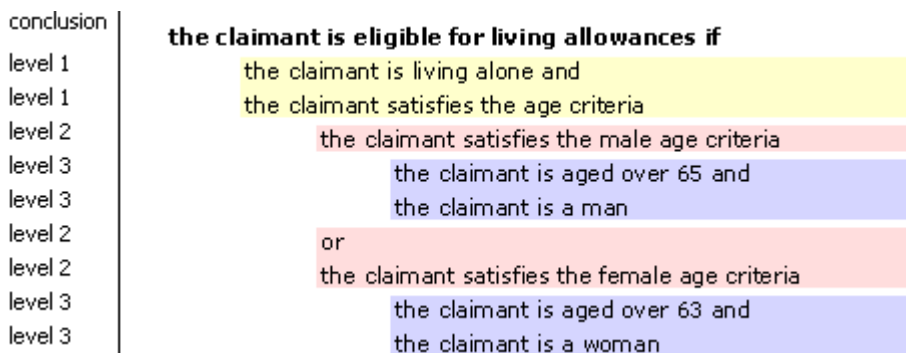 conclusion the claimant is eligible for living allowances if
level 1 the claimant is living alone and
level 1 the claimant satisfies the age criteria
level 2 the claimant satisfies the male age criteria
level 3 the claimant is aged over 65 and
level 3 the claimant is a man
level 2 or
level 2 the claimant satisfies the female age criteria
level 3 the claimant is aged over 63 and
level 3 the claimant is a woman